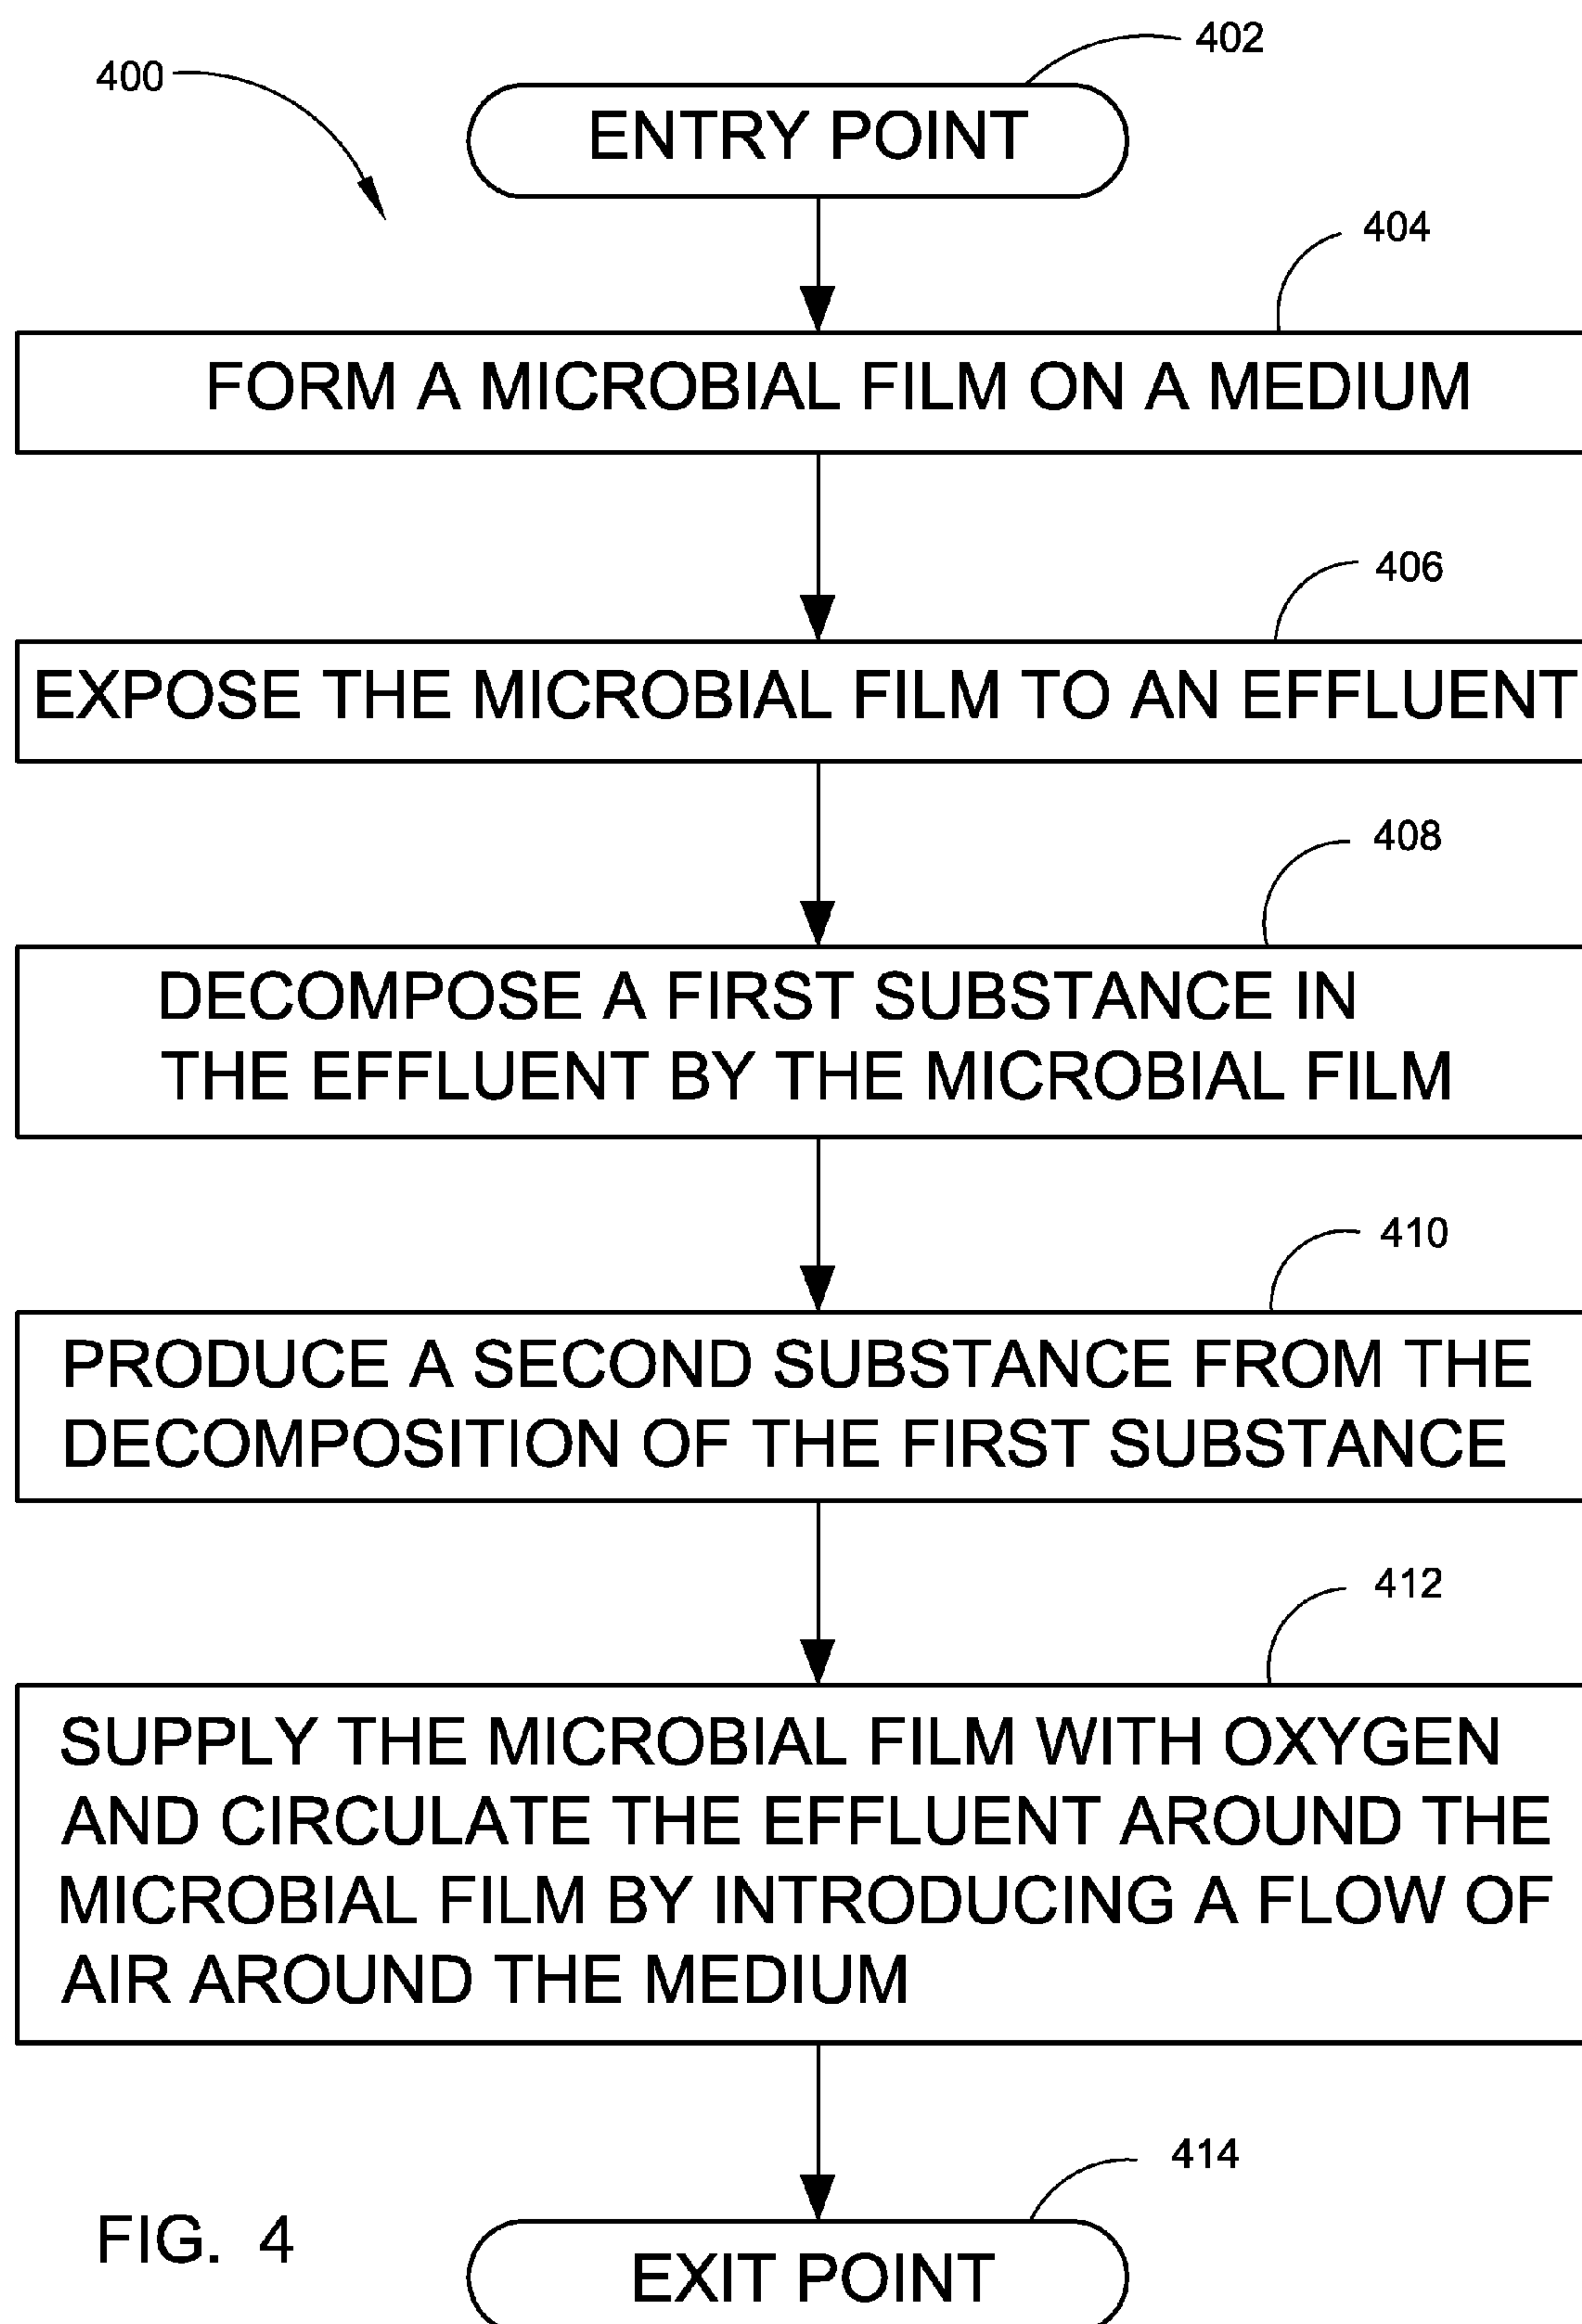 402
400
ENTRY POINT
404
FORM A MICROBIAL FILM ON A MEDIUM
406
EXPOSE THE MICROBIAL FILM TO AN EFFLUENT
408
DECOMPOSE A FIRST SUBSTANCE IN
THE EFFLUENT BY THE MICROBIAL FILM
410
PRODUCE A SECOND SUBSTANCE FROM THE
DECOMPOSITION OF THE FIRST SUBSTANCE
412
SUPPLY THE MICROBIAL FILM WITH OXYGEN
AND CIRCULATE THE EFFLUENT AROUND THE
MICROBIAL FILM BY INTRODUCING A FLOW OF
AIR AROUND THE MEDIUM
414
FIG. 4
EXIT POINT